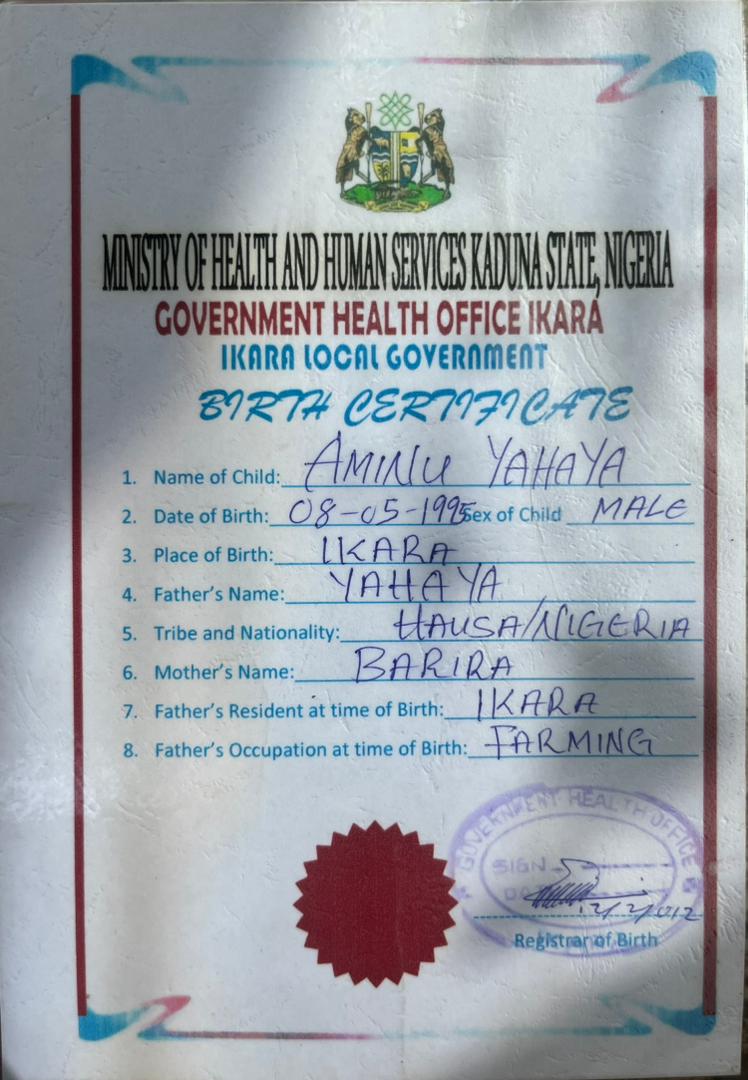 MINISTRY OF HEALTH AND HUMAN SERVICES KADUNA STATE, NIGERIA
GOVERNMENT HEALTH OFFICE IKARA
IKARA LOCAL GOVERNMENT
BIRTH CERTIFICATE
1. Name of Child: AMINU YAHAYA
2. Date of Birth: 08-05-1995 Sex of Child MALE
3. Place of Birth: IKARA
4. Father's Name: YAHAYA
5. Tribe and Nationality: HAUSA/NIGERIA
6. Mother's Name: BARIRA
7. Father's Resident at time of Birth: IKARA
8. Father's Occupation at time of Birth: FARMING
GOVERNMENT HEALTH OFFICE
SIGN
Registrar of Birth